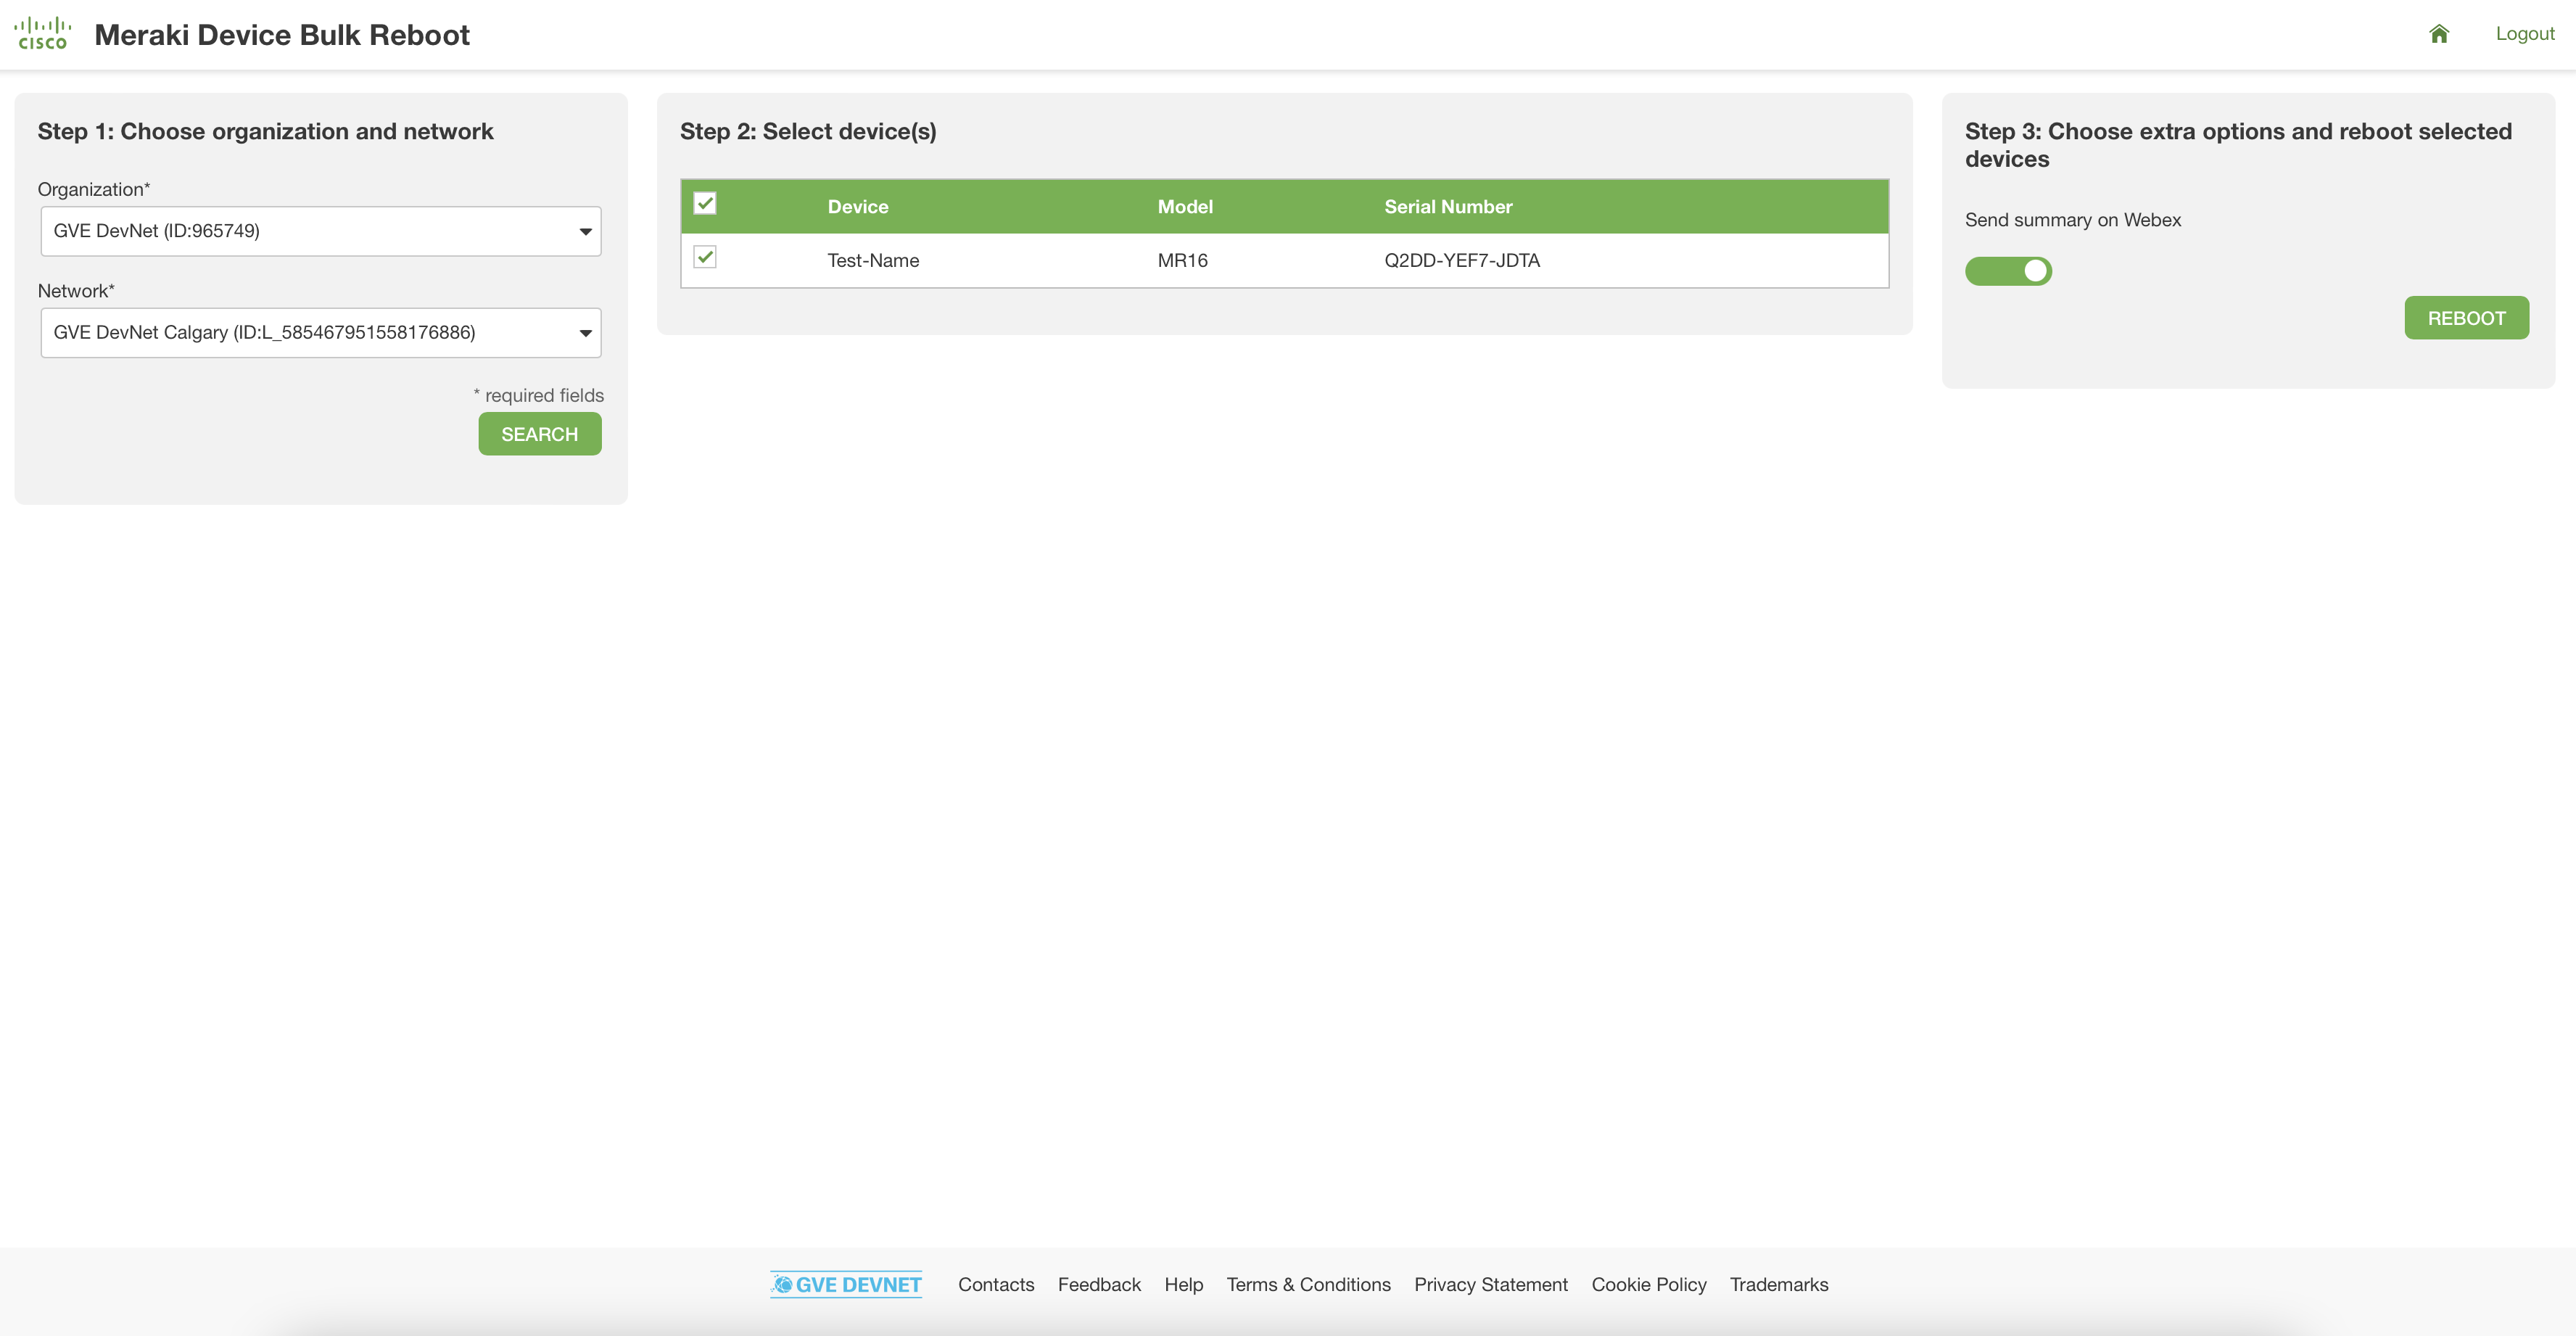 CISCO
Meraki Device Bulk Reboot
Logout
Step 1: Choose organization and network
Organization*
GVE DevNet (ID:965749)
Network*
GVE DevNet Calgary (ID:L_585467951558176886)
* required fields
SEARCH
Step 2: Select device(s)
Device Model Serial Number
Test-Name MR16 Q2DD-YEF7-JDTA
Step 3: Choose extra options and reboot selected
devices
Send summary on Webex
REBOOT
GVE DEVNET Contacts Feedback Help Terms & Conditions Privacy Statement Cookie Policy Trademarks